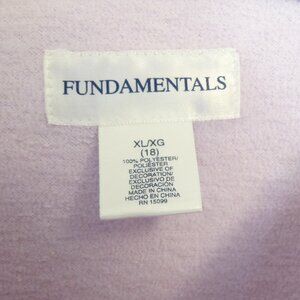 FUNDAMENTALS
XL/XG
(18)
100% POLYESTER/
POLIESTER
EXCLUSIVE OF
DECORATION/
EXCLUSIVO DE
DECORACIÓN
MADE IN CHINA
HECHO EN CHINA
RN 15099